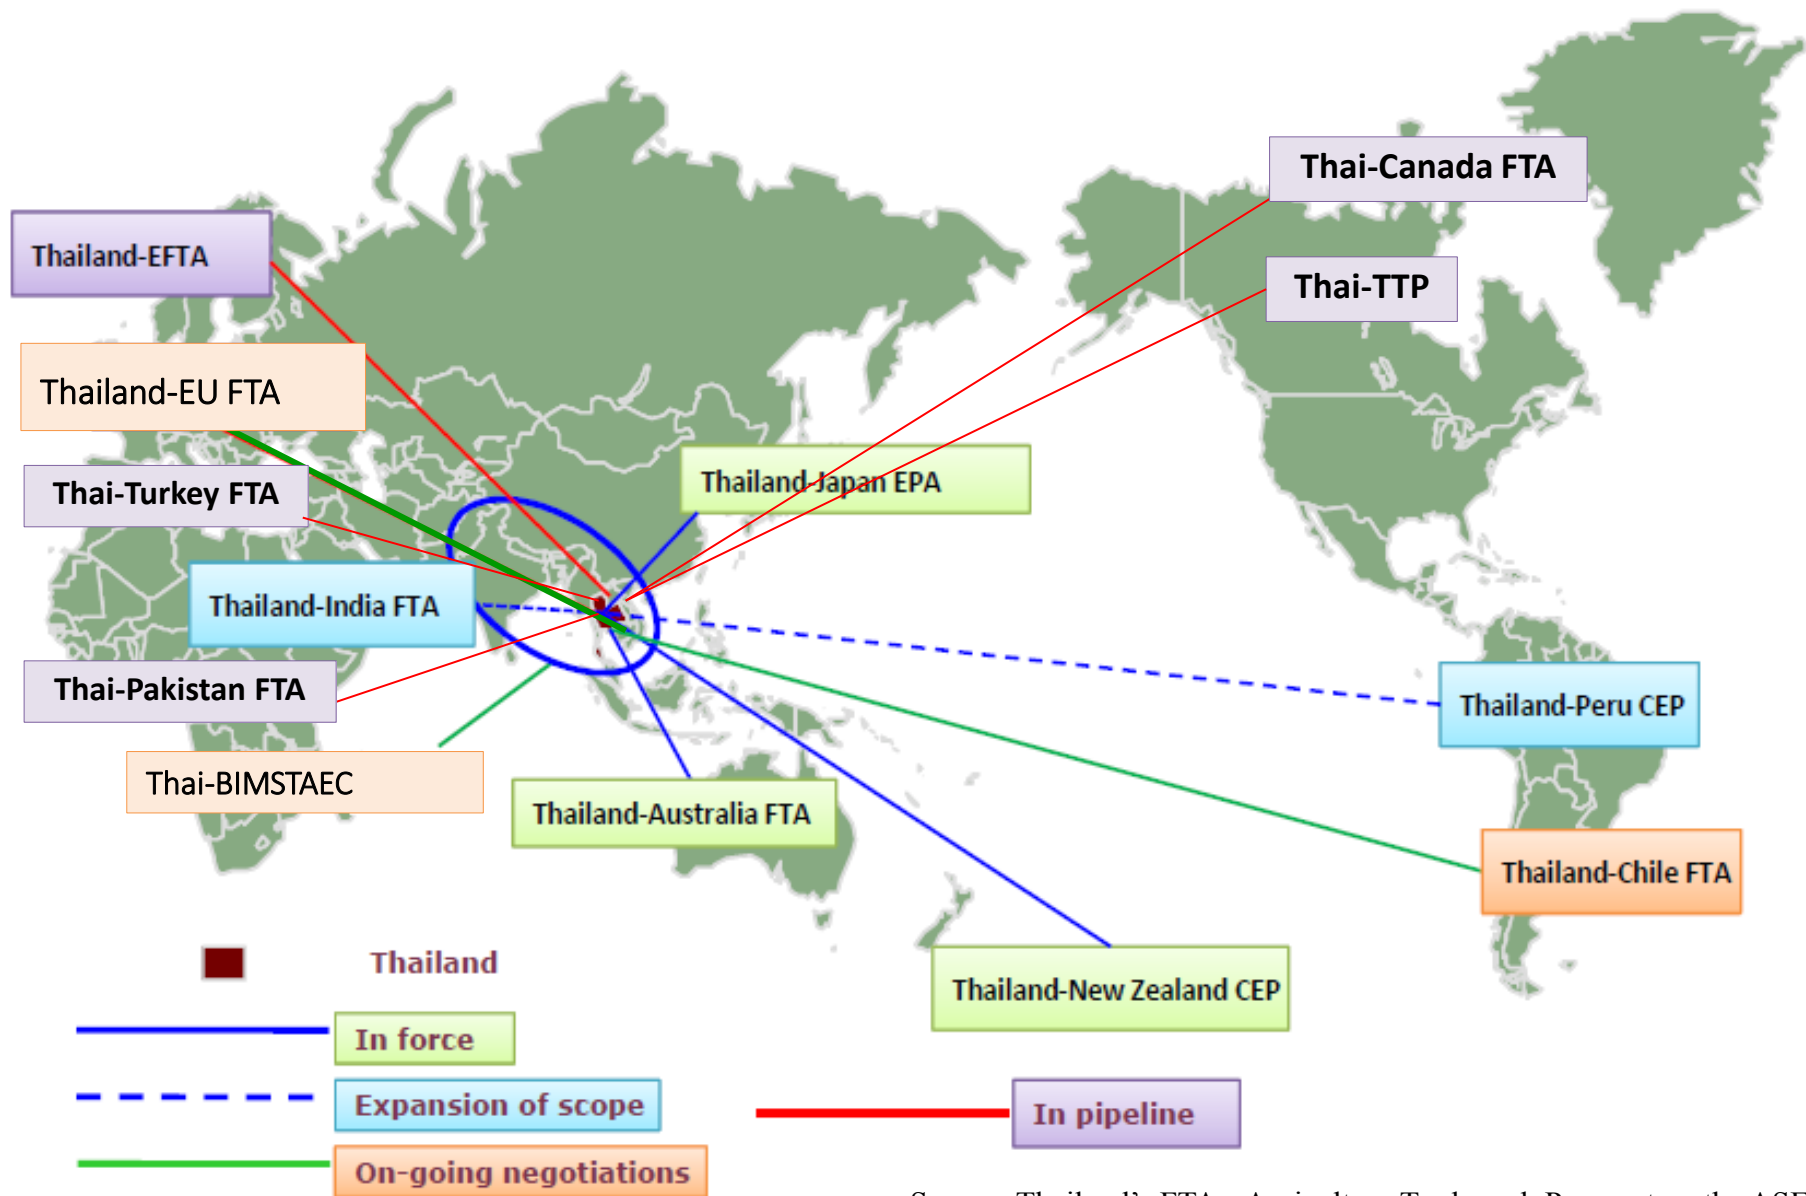 Thai-Canada FTA
Thailand-EFTA
Thai-TTP
Thailand-EU FTA
Thailand-Japan EPA
Thai-Turkey FTA
Thailand-India FTA
Thai-Pakistan FTA
Thailand-Peru CEP
Thai-BIMSTAEC
Thailand-Australia FTA
Thailand-Chile FTA
Thailand-New Zealand CEP
Thailand
In force
Expansion of scope
In pipeline
On-going negotiations